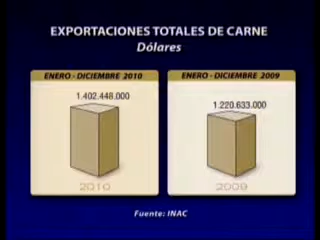 EXPORTACIONES TOTALES DE CARNE
Dólares
ENERO - DICIEMBRE 2010
1.402.448.000
2010
ENERO - DICIEMBRE 2009
1.220.633.000
2009
Fuente: INAC